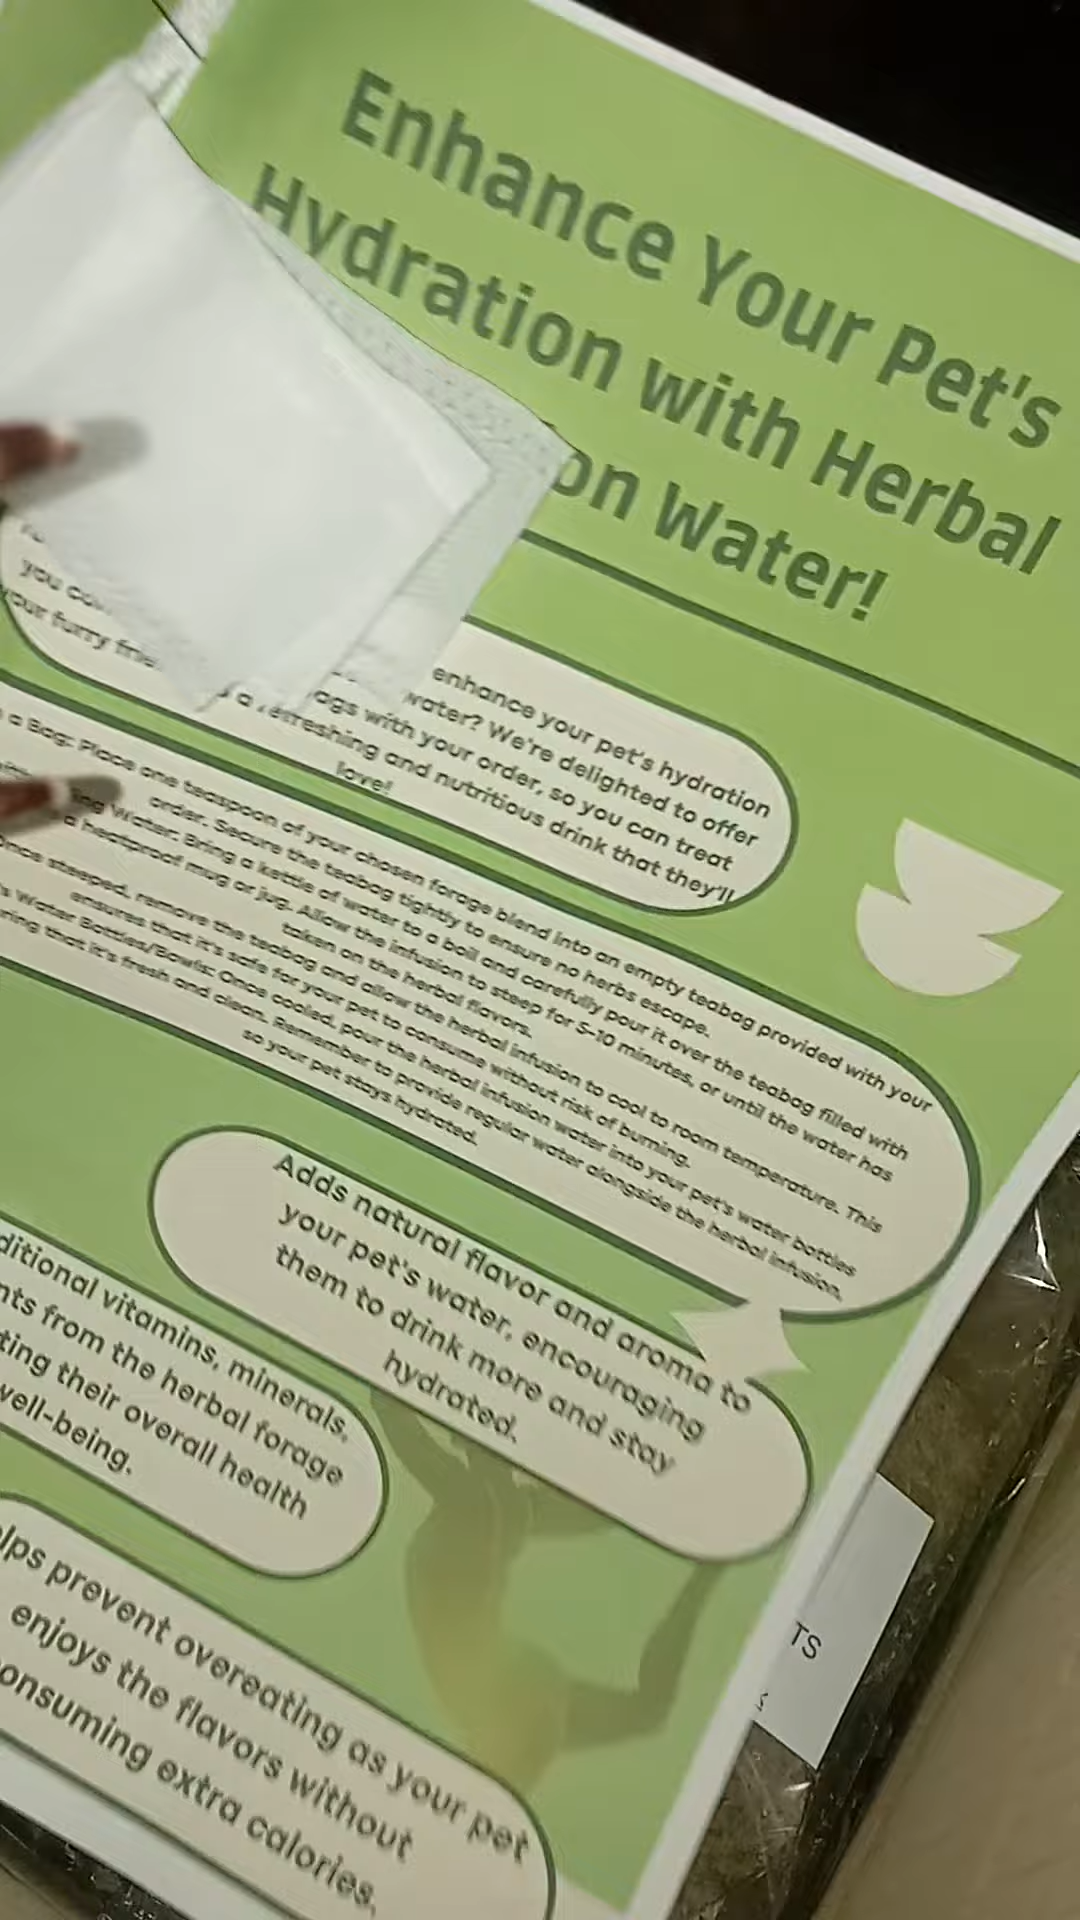 Enhance Your Pet's
Hydration with Herbal
on Water!
enhance your pet's hydration
you water? We're delighted to offer
your furry ags with your order, so you can treat
a refreshing and nutritious drink that they'll
love!
a Bag: Place one teaspoon of your chosen forage blend into an empty teabag provided with your
order. Secure the teabag tightly to ensure no herbs escape.
ing Water: Bring a kettle of water to a boil and carefully pour it over the teabag filled with
a heatproof mug or jug. Allow the infusion to steep for 5-10 minutes, or until the water has
taken on the herbal flavors.
Once steeped, remove the teabag and allow the herbal infusion to cool to room temperature. This
ensures that it's safe for your pet to consume without risk of burning.
's Water Bottles/Bowls: Once cooled, pour the herbal infusion water into your pet's water bottles
uring that it's fresh and clean. Remember to provide regular water alongside the herbal infusion,
so your pet stays hydrated.
Adds natural flavor and aroma to
your pet's water, encouraging
them to drink more and stay
hydrated.
ditional vitamins, minerals,
nts from the herbal forage
ting their overall health
well-being.
elps prevent overeating as your pet
enjoys the flavors without
onsuming extra calories.
TS